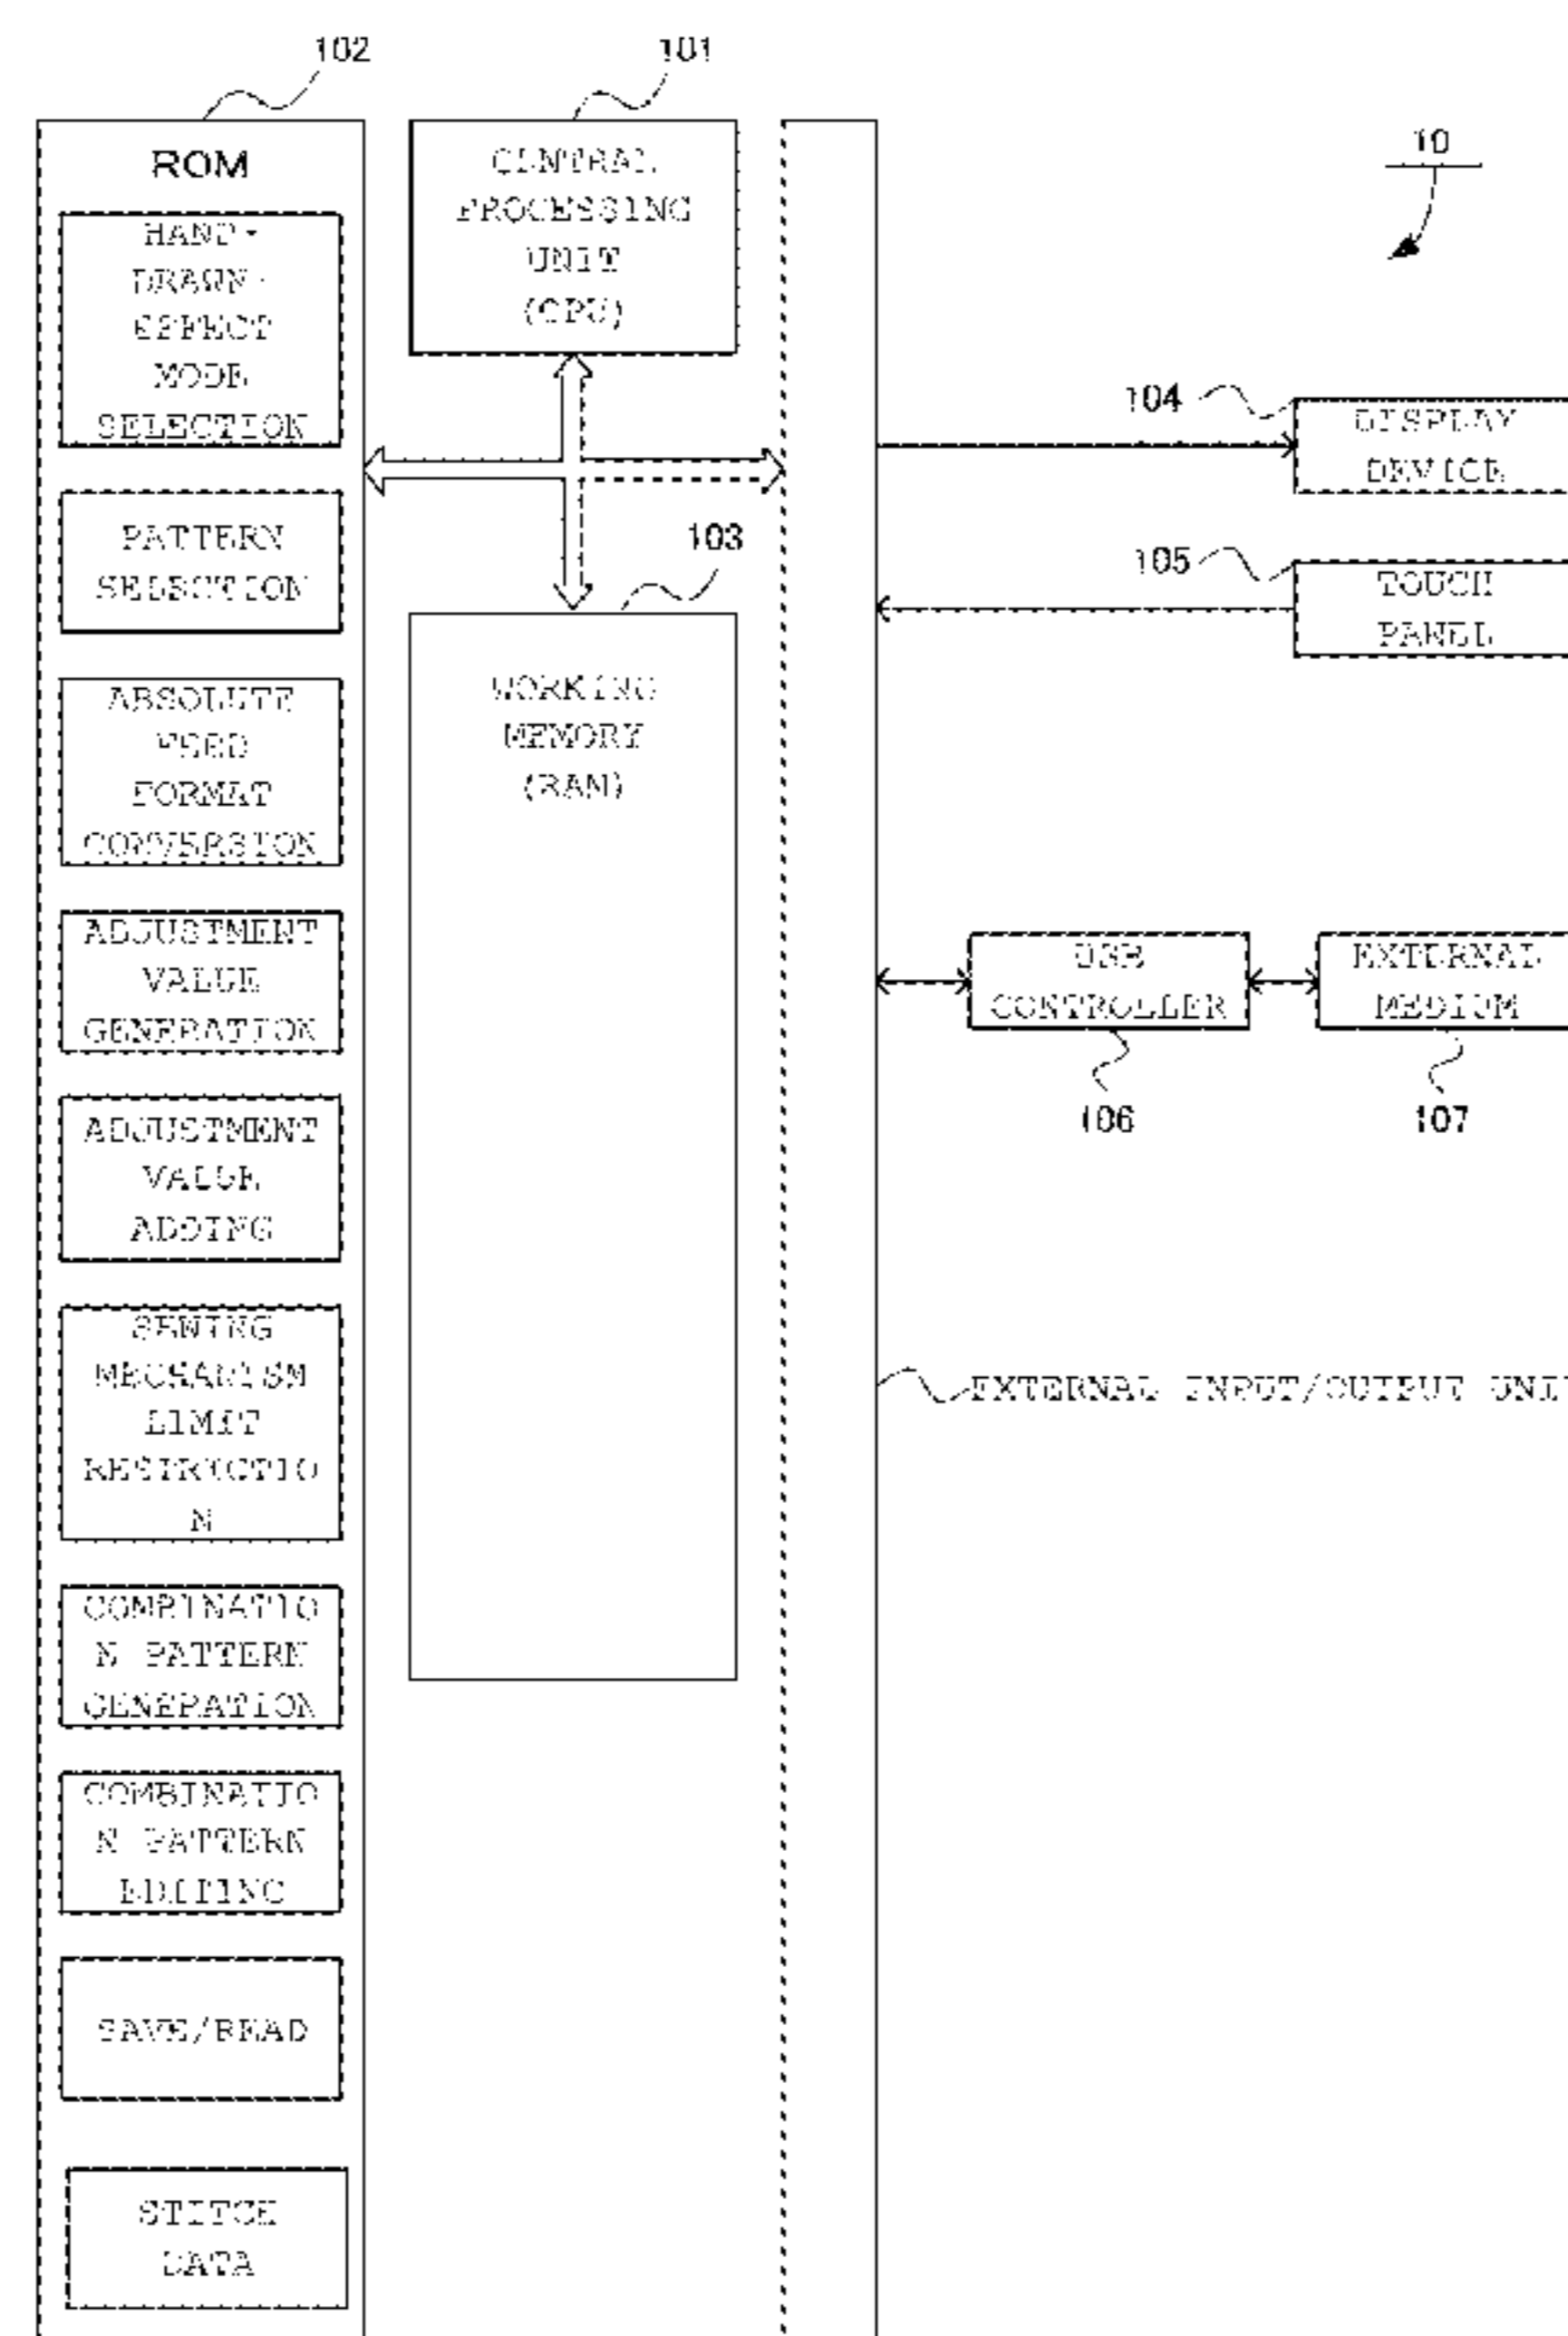 102
101
ROM
HAND-
DRAWN-
EFFECT
MODE
SELECTION
PATTERN
SELECTION
ABSOLUTE
FEED
FORMAT
CONVERSION
ADJUSTMENT
VALUE
GENERATION
ADJUSTMENT
VALUE
ADDING
SEWING
MECHANISM
LIMIT
RESTRICTIO
N
COMBINATIO
N PATTERN
GENERATION
COMBINATIO
N PATTERN
EDITING
SAVE/READ
STITCH
DATA
CENTRAL
PROCESSING
UNIT
(CPU)
103
WORKING
MEMORY
(RAM)
10
104
DISPLAY
DEVICE
105
TOUCH
PANEL
USB
CONTROLLER
EXTERNAL
MEDIUM
106
107
EXTERNAL INPUT/OUTPUT UNI